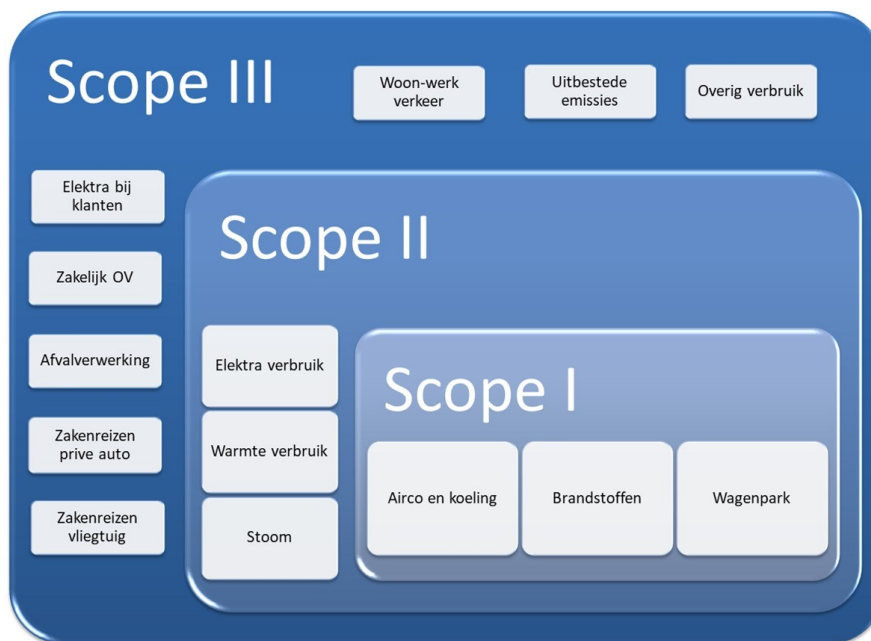 Scope III
Woon-werk
verkeer
Uitbestede
emissies
Overig verbruik
Elektra bij
klanten
Zakelijk OV
Afvalverwerking
Zakenreizen
prive auto
Zakenreizen
vliegtuig
Scope II
Elektra verbruik
Warmte verbruik
Stoom
Scope I
Airco en koeling
Brandstoffen
Wagenpark